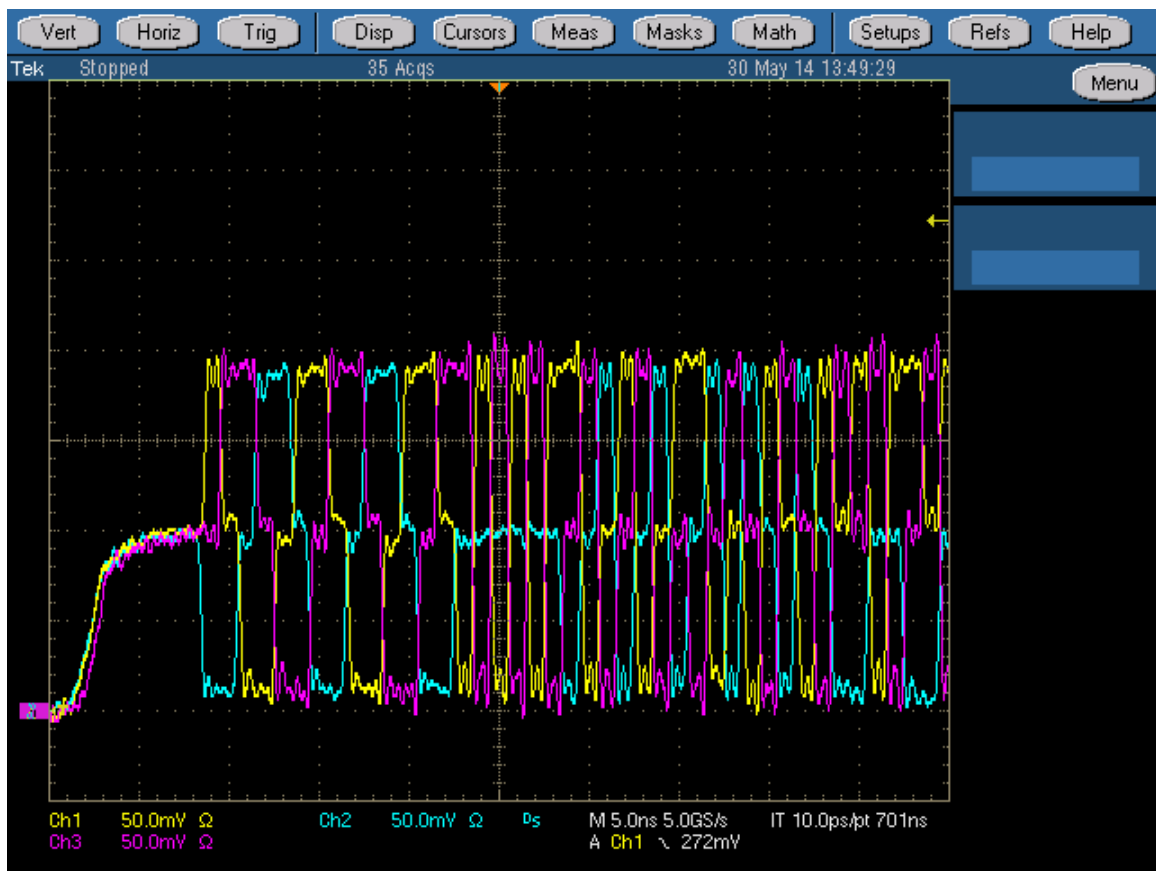 Vert Horiz Trig Disp Cursors Meas Masks Math Setups Refs Help
Tek Stopped 35 Acqs 30 May 14 13:49:29
Menu
Ch1 50.0mV Ω Ch2 50.0mV Ω Ds M 5.0ns 5.0GS/s IT 10.0ps/pt 701ns
Ch3 50.0mV Ω A Ch1 \ 272mV